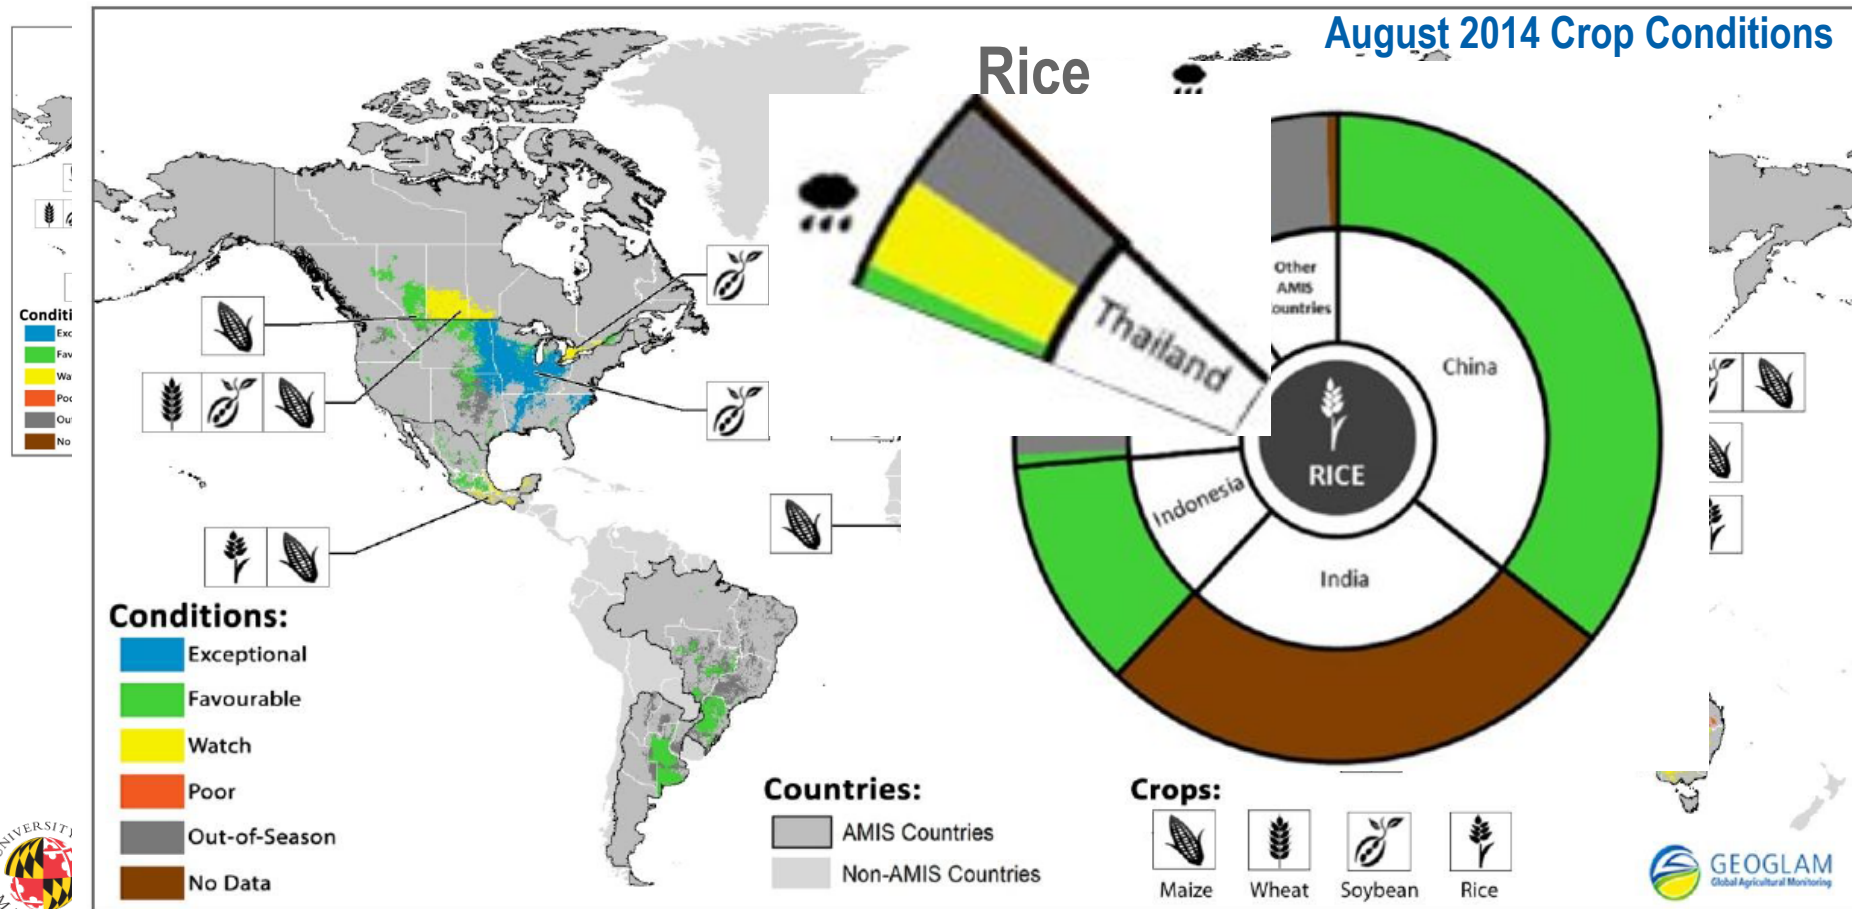 August 2014 Crop Conditions
Rice
Thailand
Other
AMIS
China
RICE
Indonesia
India
Conditions:
Exceptional
Favourable
Watch
Poor
Out-of-Season
No Data
Countries:
AMIS Countries
Non-AMIS Countries
Crops:
Maize
Wheat
Soybean
Rice
GEOGLAM
Global Agricultural Monitoring